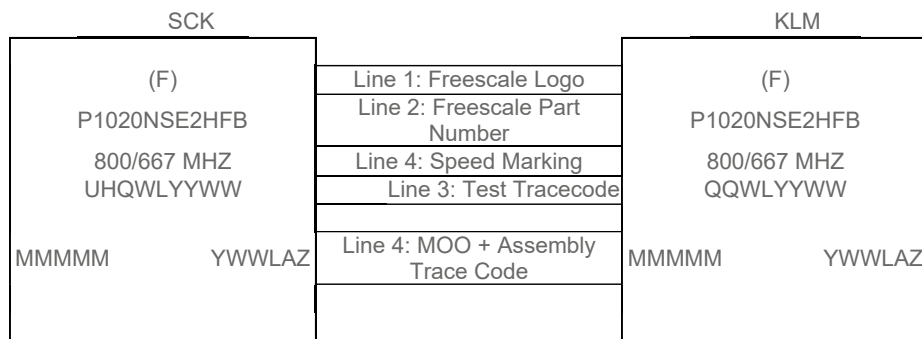 SCK
KLM
(F)
Line 1: Freescale Logo
(F)
P1020NSE2HFB
Line 2: Freescale Part
Number
P1020NSE2HFB
800/667 MHZ
Line 4: Speed Marking
800/667 MHZ
UHQWLYYWW
Line 3: Test Tracecode
QQWLYYWW
MMMMM
YWWLAZ
Line 4: MOO + Assembly
Trace Code
MMMMM
YWWLAZ